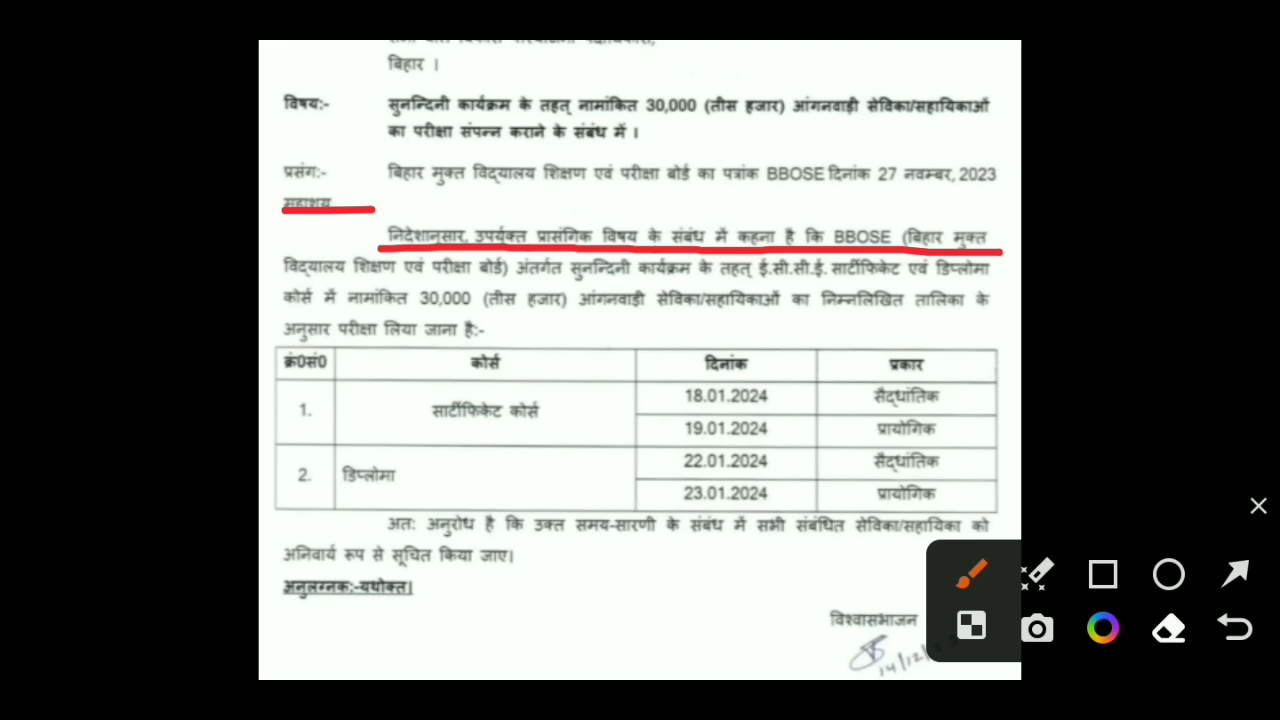 बिहार ।
विषय:- सुनन्दिनी कार्यक्रम के तहत् नामांकित 30,000 (तीस हजार) आंगनवाड़ी सेविका/सहायिकाओं
का परीक्षा संपन्न कराने के संबंध में ।
प्रसंग:- बिहार मुक्त विद्यालय शिक्षण एवं परीक्षा बोर्ड का पत्रांक BBOSE दिनांक 27 नवम्बर, 2023
महाशय
निदेशानुसार, उपर्युक्त प्रासंगिक विषय के संबंध में कहना है कि BBOSE (बिहार मुक्त
विद्यालय शिक्षण एवं परीक्षा बोर्ड) अंतर्गत सुनन्दिनी कार्यक्रम के तहत् ई.सी.सी.ई. सार्टीफिकेट एवं डिप्लोमा
कोर्स में नामांकित 30,000 (तीस हजार) आंगनवाड़ी सेविका/सहायिकाओं का निम्नलिखित तालिका के
अनुसार परीक्षा लिया जाना है:-
क्रं0सं0 कोर्स दिनांक प्रकार
1. सार्टीफिकेट कोर्स 18.01.2024 सैद्धांतिक
19.01.2024 प्रायोगिक
2. डिप्लोमा 22.01.2024 सैद्धांतिक
23.01.2024 प्रायोगिक
अत: अनुरोध है कि उक्त समय-सारणी के संबंध में सभी संबंधित सेविका/सहायिका को
अनिवार्य रूप से सूचित किया जाए।
अनुलग्नक:-यथोक्त।
विश्वासभाजन
14/12/